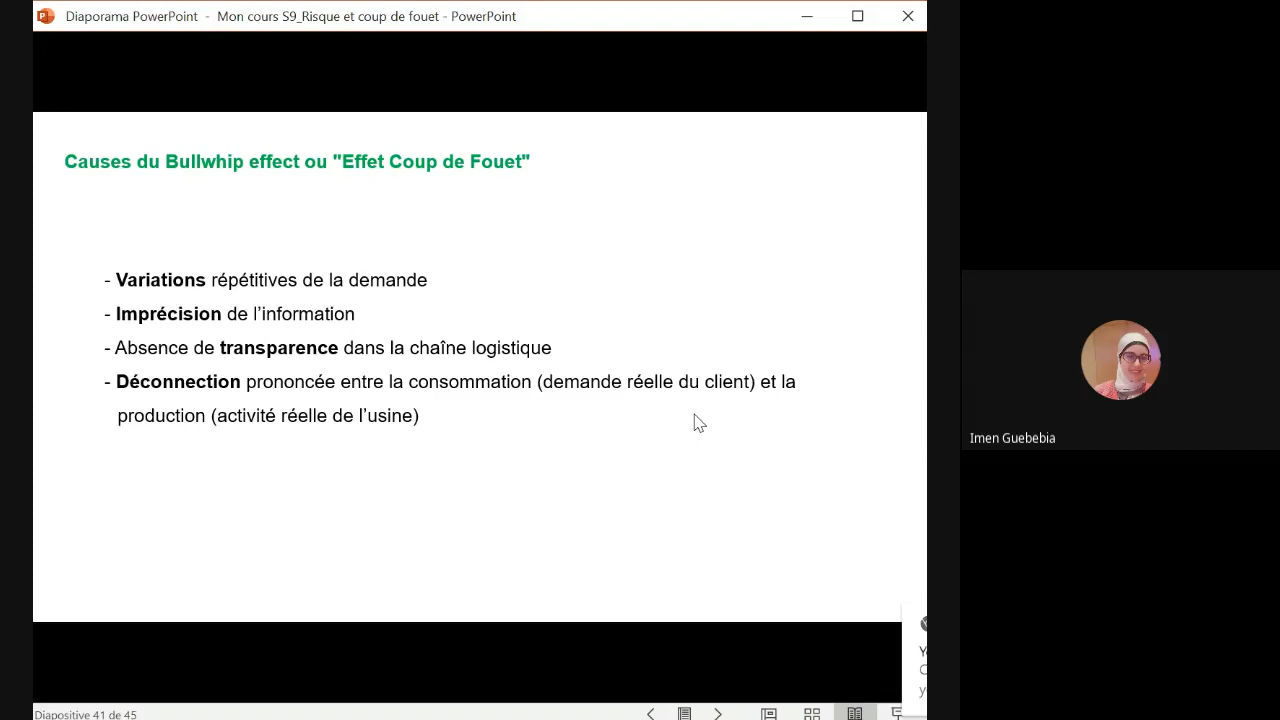 Diaporama PowerPoint - Mon cours S9_Risque et coup de fouet - PowerPoint
Causes du Bullwhip effect ou "Effet Coup de Fouet"
- Variations répétitives de la demande
- Imprécision de l’information
- Absence de transparence dans la chaîne logistique
- Déconnection prononcée entre la consommation (demande réelle du client) et la
production (activité réelle de l’usine)
Imen Guebebia
Diapositive 41 de 45